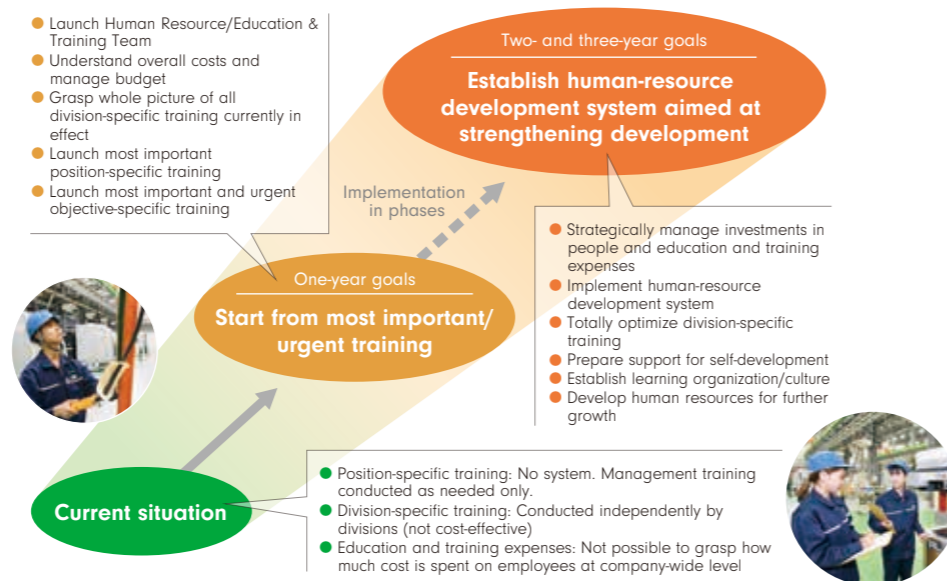 ● Launch Human Resource/Education &
Training Team
● Understand overall costs and
manage budget
● Grasp whole picture of all
division-specific training currently in
effect
● Launch most important
position-specific training
● Launch most important and urgent
objective-specific training
Two- and three-year goals
Establish human-resource
development system aimed at
strengthening development
Implementation
in phases
● Strategically manage investments in
people and education and training
expenses
● Implement human-resource
development system
● Totally optimize division-specific
training
● Prepare support for self-development
● Establish learning organization/culture
● Develop human resources for further
growth
One-year goals
Start from most important/
urgent training
Current situation
● Position-specific training: No system. Management training
conducted as needed only.
● Division-specific training: Conducted independently by
divisions (not cost-effective)
● Education and training expenses: Not possible to grasp how
much cost is spent on employees at company-wide level